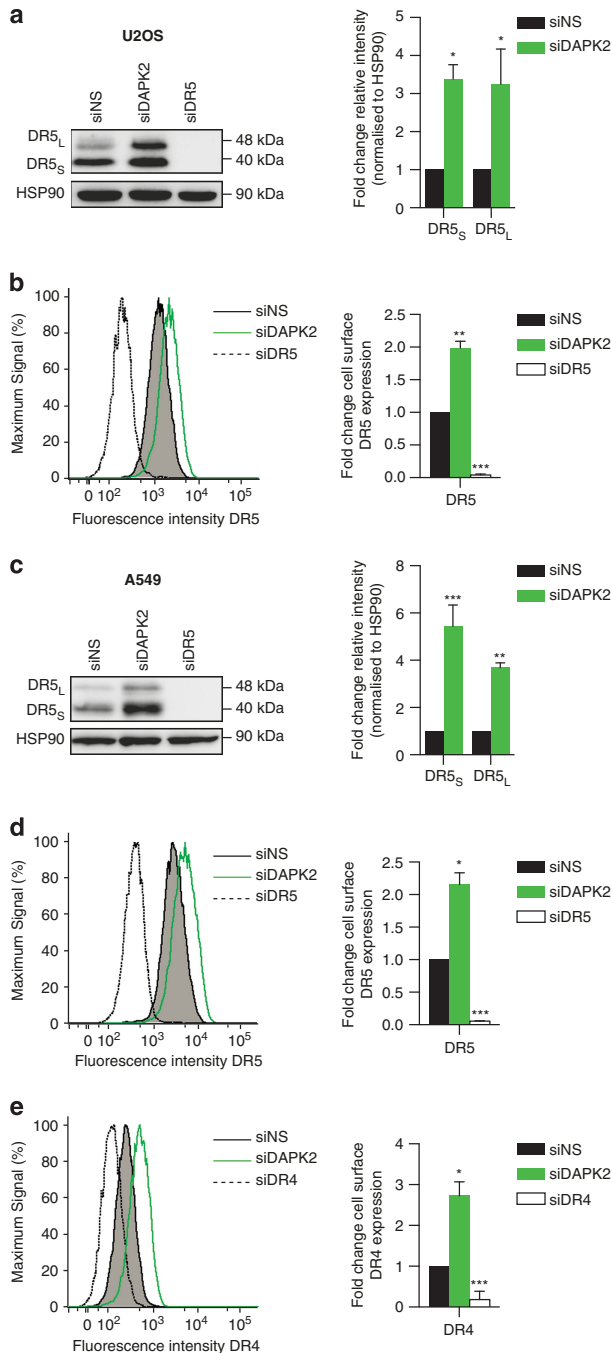 a
U2OS
siNS
siDAPK2
siDR5
DR5L
DR5S
HSP90
48 kDa
40 kDa
90 kDa
Fold change relative intensity
(normalised to HSP90)
5
4
3
2
1
0
*
*
DR5S DR5L
siNS
siDAPK2
b
Maximum Signal (%)
100
80
60
40
20
0
0 10² 10³ 10⁴ 10⁵
Fluorescence intensity DR5
siNS
siDAPK2
siDR5
Fold change cell surface
DR5 expression
2.5
2.0
1.5
1.0
0.5
0.0
**
***
DR5
siNS
siDAPK2
siDR5
c
A549
siNS
siDAPK2
siDR5
DR5L
DR5S
HSP90
48 kDa
40 kDa
90 kDa
Fold change relative intensity
(normalised to HSP90)
8
6
4
2
0
***
**
DR5S DR5L
siNS
siDAPK2
d
Maximum Signal (%)
100
80
60
40
20
0
0 10² 10³ 10⁴ 10⁵
Fluorescence intensity DR5
siNS
siDAPK2
siDR5
Fold change cell surface
DR5 expression
2.5
2.0
1.5
1.0
0.5
0.0
*
***
DR5
siNS
siDAPK2
siDR5
e
Maximum Signal (%)
100
80
60
40
20
0
0 10² 10³ 10⁴ 10⁵
Fluorescence intensity DR4
siNS
siDAPK2
siDR4
Fold change cell surface
DR4 expression
4
3
2
1
0
*
***
DR4
siNS
siDAPK2
siDR4